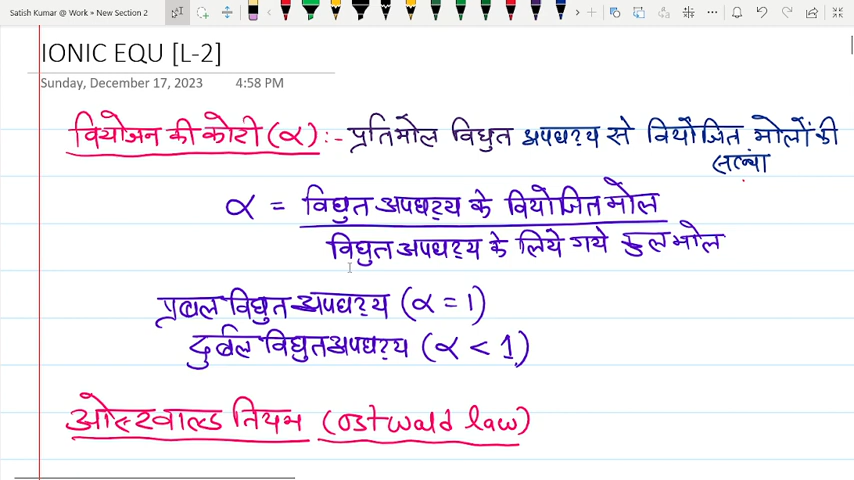 Satish Kumar @ Work » New Section 2
IONIC EQU [L-2]
Sunday, December 17, 2023 4:58 PM
वियोजन की कोटी (α) :- प्रतिमोल विधुत अपघट्य से वियोजित मोलों की
संख्या
α = विधुत अपघट्य के वियोजित मोल
विधुत अपघट्य के लिये गये कुल मोल
प्रबल विधुत अपघट्य (α = 1)
दुर्बल विधुत अपघट्य (α < 1)
ओस्टवाल्ड नियम (ostwald law)